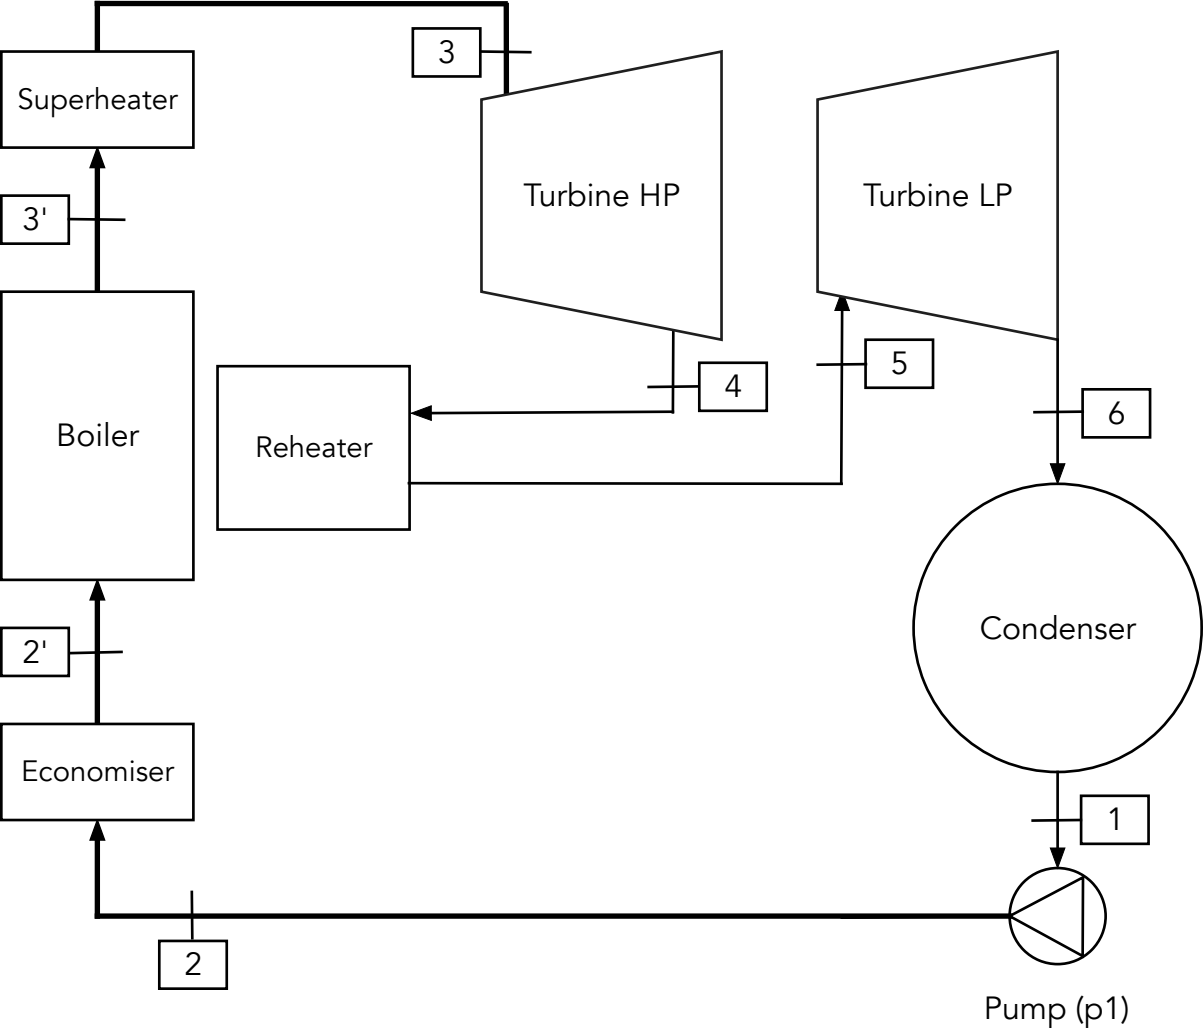 3
Superheater
Turbine HP
Turbine LP
3'
5
4
6
Boiler
Reheater
Condenser
2'
Economiser
1
2
Pump (p1)